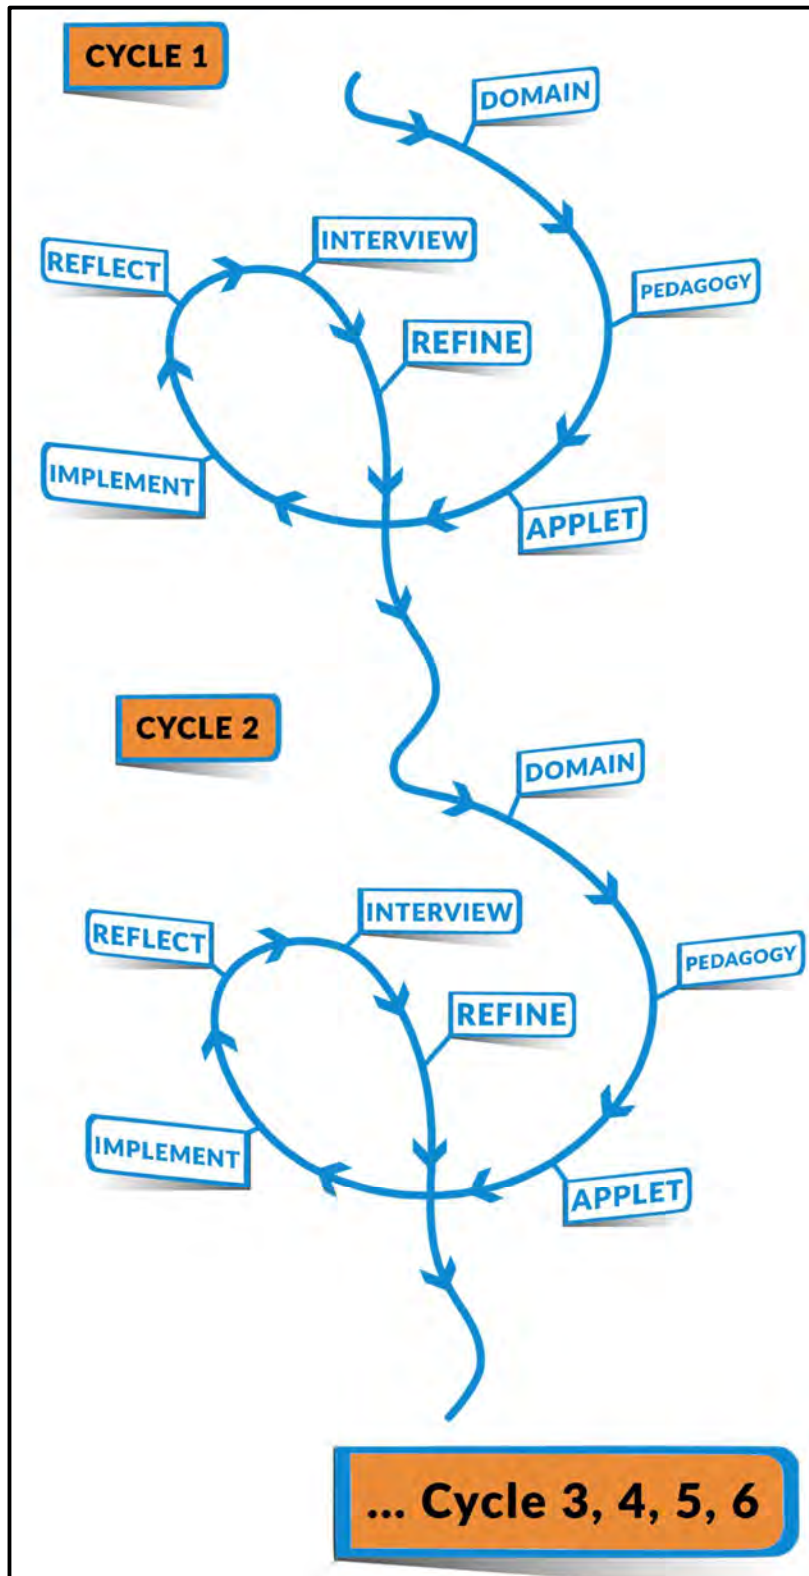 CYCLE 1
DOMAIN
PEDAGOGY
APPLET
IMPLEMENT
REFLECT
INTERVIEW
REFINE
CYCLE 2
DOMAIN
PEDAGOGY
APPLET
IMPLEMENT
REFLECT
INTERVIEW
REFINE
... Cycle 3, 4, 5, 6